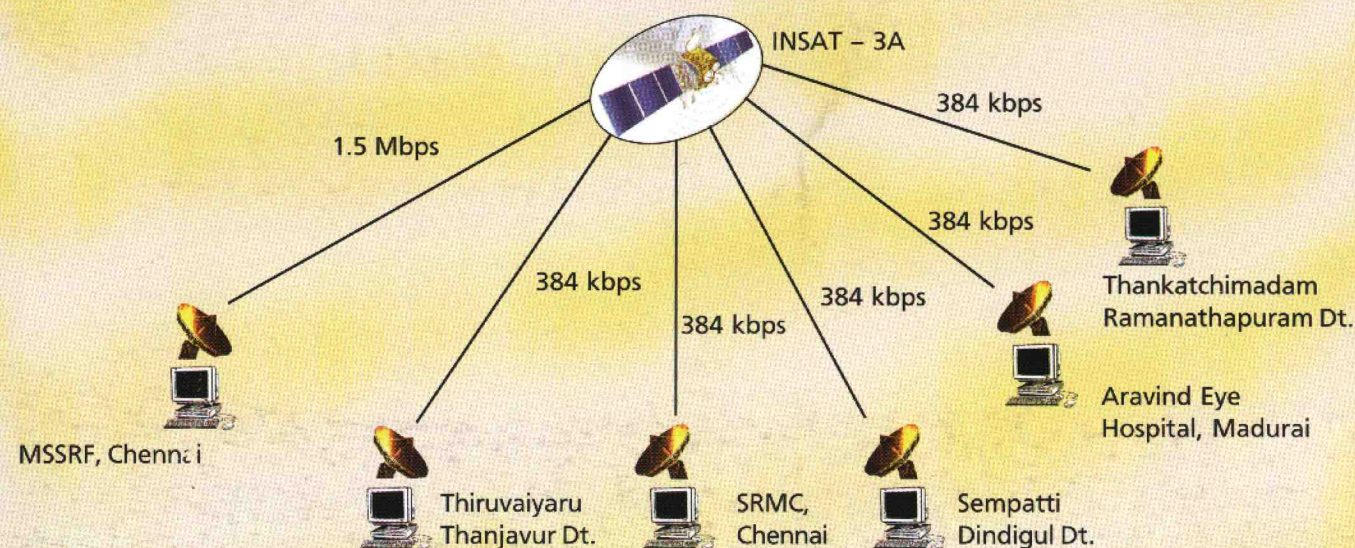 INSAT – 3A
384 kbps
1.5 Mbps
384 kbps
384 kbps
384 kbps
384 kbps
Thankatchimadam
Ramanathapuram Dt.
Aravind Eye
Hospital, Madurai
MSSRF, Chennai
Thiruvaiyaru
Thanjavur Dt.
SRMC,
Chennai
Sempatti
Dindigul Dt.